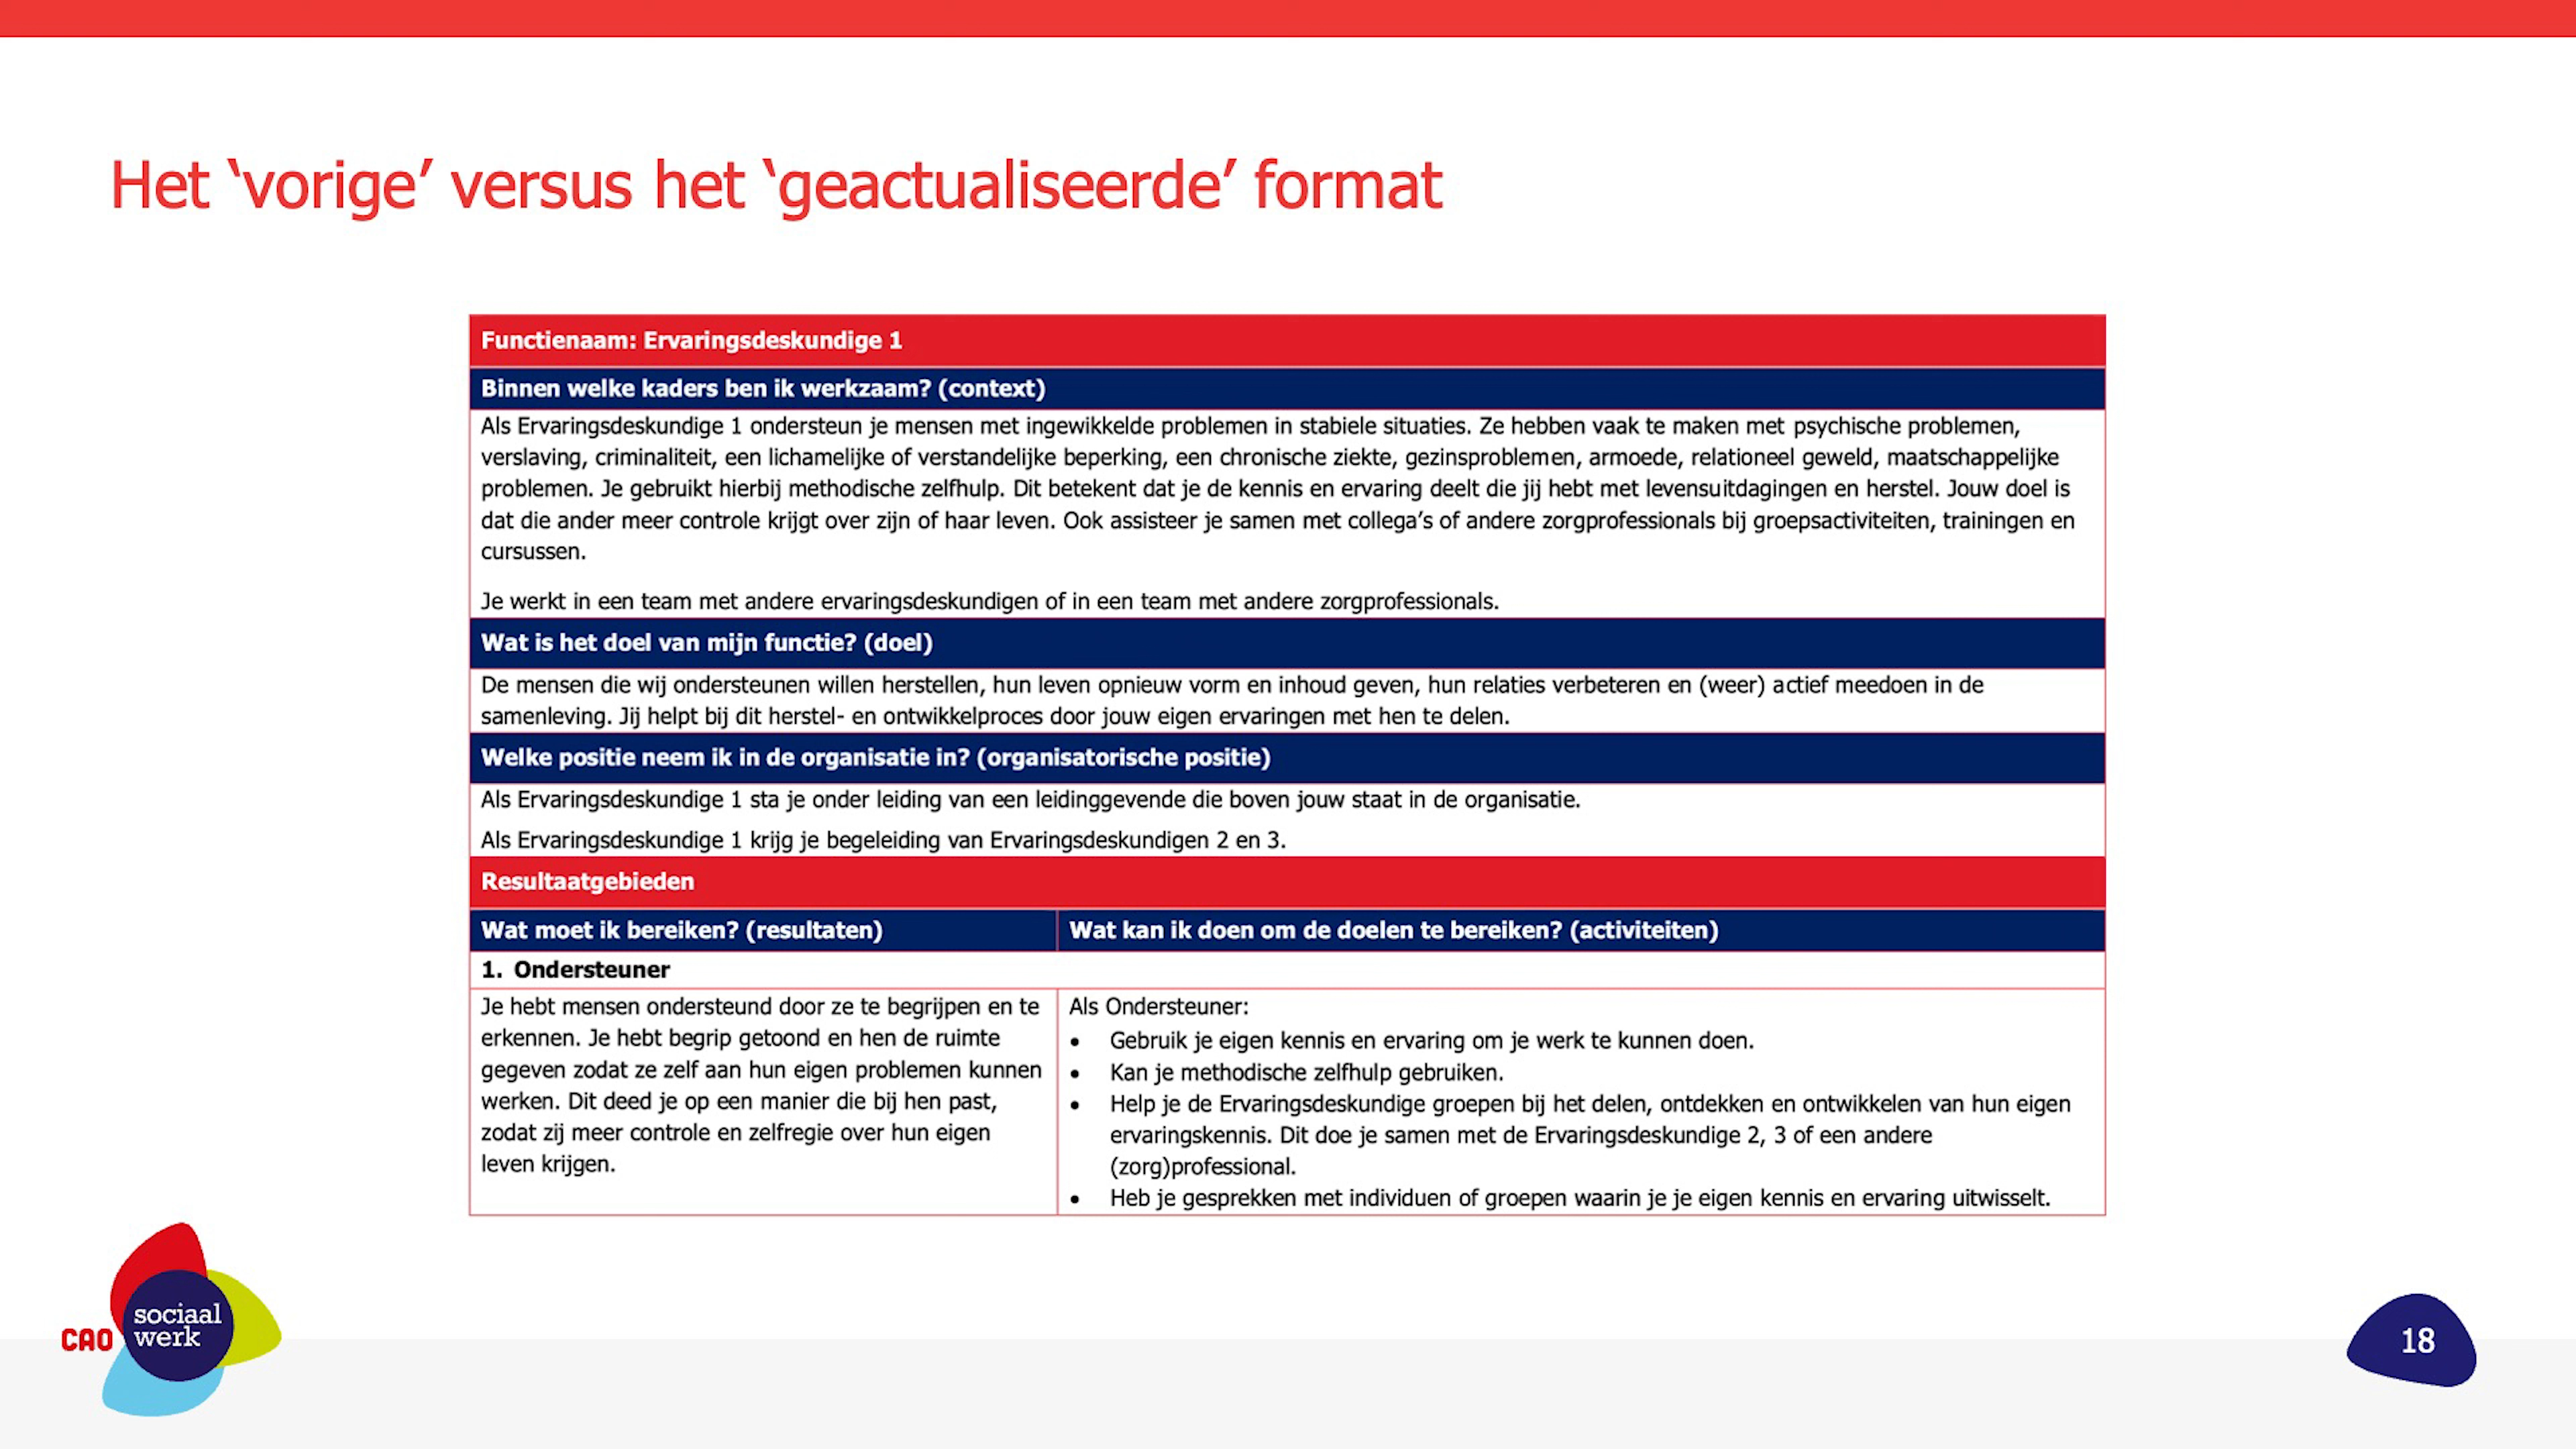 Het ‘vorige’ versus het ‘geactualiseerde’ format
Functienaam: Ervaringsdeskundige 1
Binnen welke kaders ben ik werkzaam? (context)
Als Ervaringsdeskundige 1 ondersteun je mensen met ingewikkelde problemen in stabiele situaties. Ze hebben vaak te maken met psychische problemen,
verslaving, criminaliteit, een lichamelijke of verstandelijke beperking, een chronische ziekte, gezinsproblemen, armoede, relationeel geweld, maatschappelijke
problemen. Je gebruikt hierbij methodische zelfhulp. Dit betekent dat je de kennis en ervaring deelt die jij hebt met levensuitdagingen en herstel. Jouw doel is
dat die ander meer controle krijgt over zijn of haar leven. Ook assisteer je samen met collega’s of andere zorgprofessionals bij groepsactiviteiten, trainingen en
cursussen.
Je werkt in een team met andere ervaringsdeskundigen of in een team met andere zorgprofessionals.
Wat is het doel van mijn functie? (doel)
De mensen die wij ondersteunen willen herstellen, hun leven opnieuw vorm en inhoud geven, hun relaties verbeteren en (weer) actief meedoen in de
samenleving. Jij helpt bij dit herstel- en ontwikkelproces door jouw eigen ervaringen met hen te delen.
Welke positie neem ik in de organisatie in? (organisatorische positie)
Als Ervaringsdeskundige 1 sta je onder leiding van een leidinggevende die boven jouw staat in de organisatie.
Als Ervaringsdeskundige 1 krijg je begeleiding van Ervaringsdeskundigen 2 en 3.
Resultaatgebieden
Wat moet ik bereiken? (resultaten)
Wat kan ik doen om de doelen te bereiken? (activiteiten)
1. Ondersteuner
Je hebt mensen ondersteund door ze te begrijpen en te
erkennen. Je hebt begrip getoond en hen de ruimte
gegeven zodat ze zelf aan hun eigen problemen kunnen
werken. Dit deed je op een manier die bij hen past,
zodat zij meer controle en zelfregie over hun eigen
leven krijgen.
Als Ondersteuner:
• Gebruik je eigen kennis en ervaring om je werk te kunnen doen.
• Kan je methodische zelfhulp gebruiken.
• Help je de Ervaringsdeskundige groepen bij het delen, ontdekken en ontwikkelen van hun eigen
ervaringskennis. Dit doe je samen met de Ervaringsdeskundige 2, 3 of een andere
(zorg)professional.
• Heb je gesprekken met individuen of groepen waarin je je eigen kennis en ervaring uitwisselt.
CAO
sociaal
werk
18